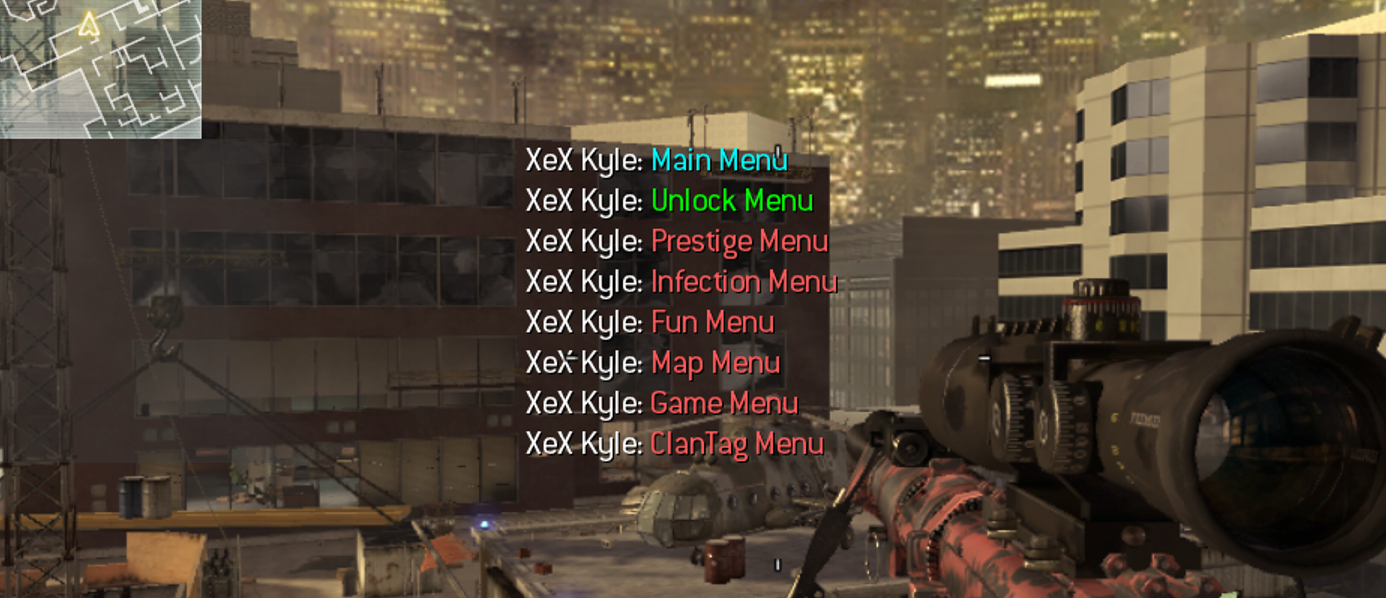 XeX Kyle: Main Menu
XeX Kyle: Unlock Menu
XeX Kyle: Prestige Menu
XeX Kyle: Infection Menu
XeX Kyle: Fun Menu
XeX Kyle: Map Menu
XeX Kyle: Game Menu
XeX Kyle: ClanTag Menu